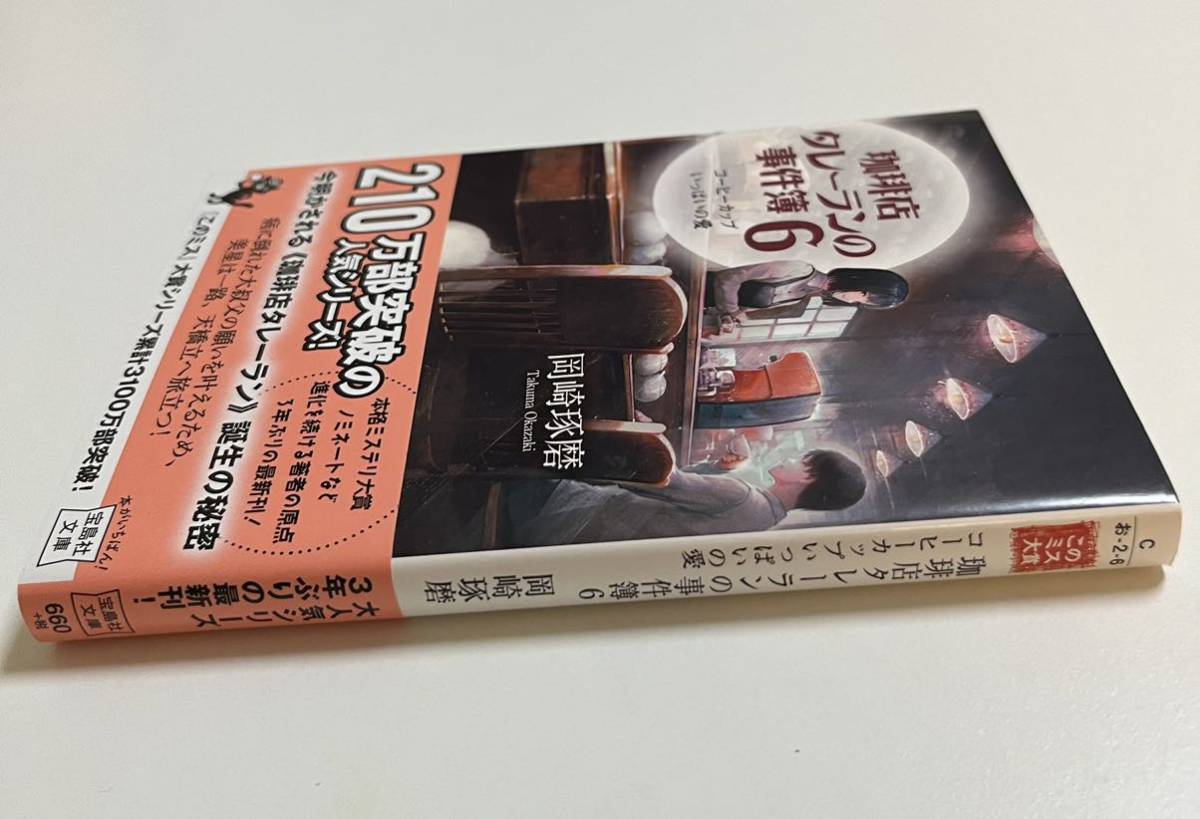 珈琲店
タレーランの
事件簿6
コーヒーカップ
いっぱいの愛
岡崎琢磨
Takuma Okazaki
210万部突破の
人気シリーズ!
本格ミステリ大賞
ノミネートなど
進化を続ける著者の原点
3年ぶりの最新刊!
今明かされる《珈琲店タレーラン》誕生の秘密
病に倒れた大叔父の願いを叶えるため、
美星は一路、天橋立へ旅立つ!
『このミス』大賞シリーズ累計3100万部突破!
本がいちばん!
宝島社
文庫
C
お-2-6
このミス
大賞
珈琲店タレーランの事件簿6
コーヒーカップいっぱいの愛
岡崎琢磨
大人気シリーズ
3年ぶりの最新刊!
宝島社
文庫
660
+税